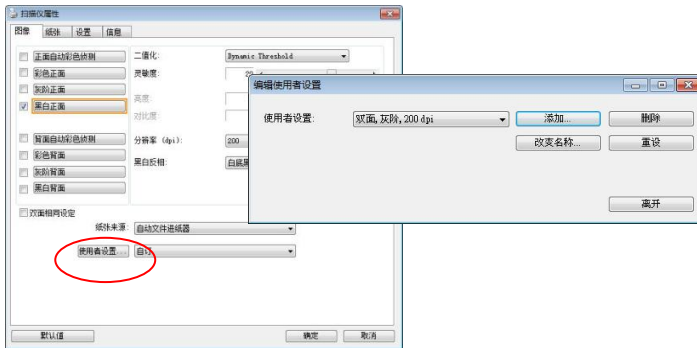 扫描仪属性
图像 纸张 设置 信息
正面自动彩色侦测
彩色正面
灰阶正面
黑白正面
背面自动彩色侦测
彩色背面
灰阶背面
黑白背面
二值化: Dynamic Threshold
灵敏度:
亮度:
对比度:
分辨率 (dpi): 200
黑白反相:
双面相同设定
纸张来源: 自动文件进纸器
使用者设置... 自订
默认值 确定 取消
编辑使用者设置
使用者设置: 双面, 灰阶, 200 dpi 添加... 删除
改变名称... 重设
离开